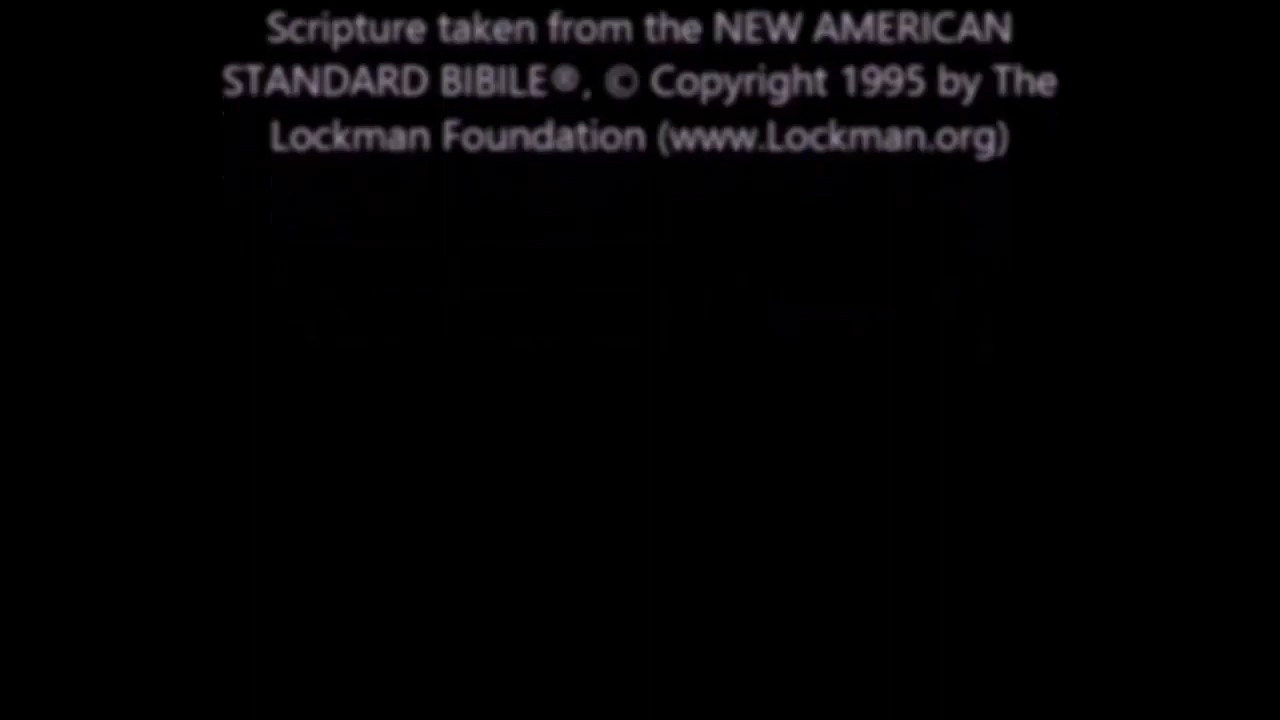 Scripture taken from the NEW AMERICAN
STANDARD BIBILE®, © Copyright 1995 by The
Lockman Foundation (www.Lockman.org)